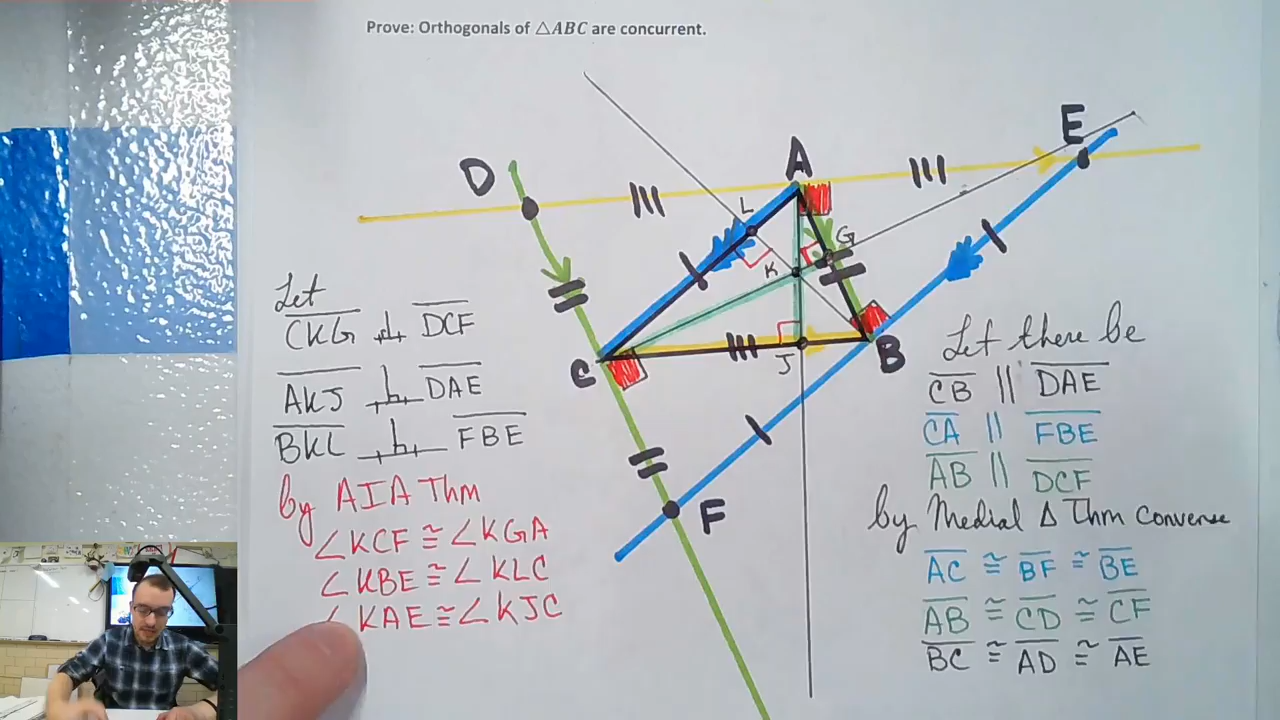 Prove: Orthogonals of △ABC are concurrent.
D
A
E
L
G
K
C
J
B
F
Let
CKG ⊥ DCF
AKJ ⊥ DAE
BKL ⊥ FBE
by AIA Thm
∠KCF ≅ ∠KGA
∠KBE ≅ ∠KLC
∠KAE ≅ ∠KJC
Let there be
CB || DAE
CA || FBE
AB || DCF
by Medial Δ Thm Converse
AC ≅ BF ≅ BE
AB ≅ CD ≅ CF
BC ≅ AD ≅ AE